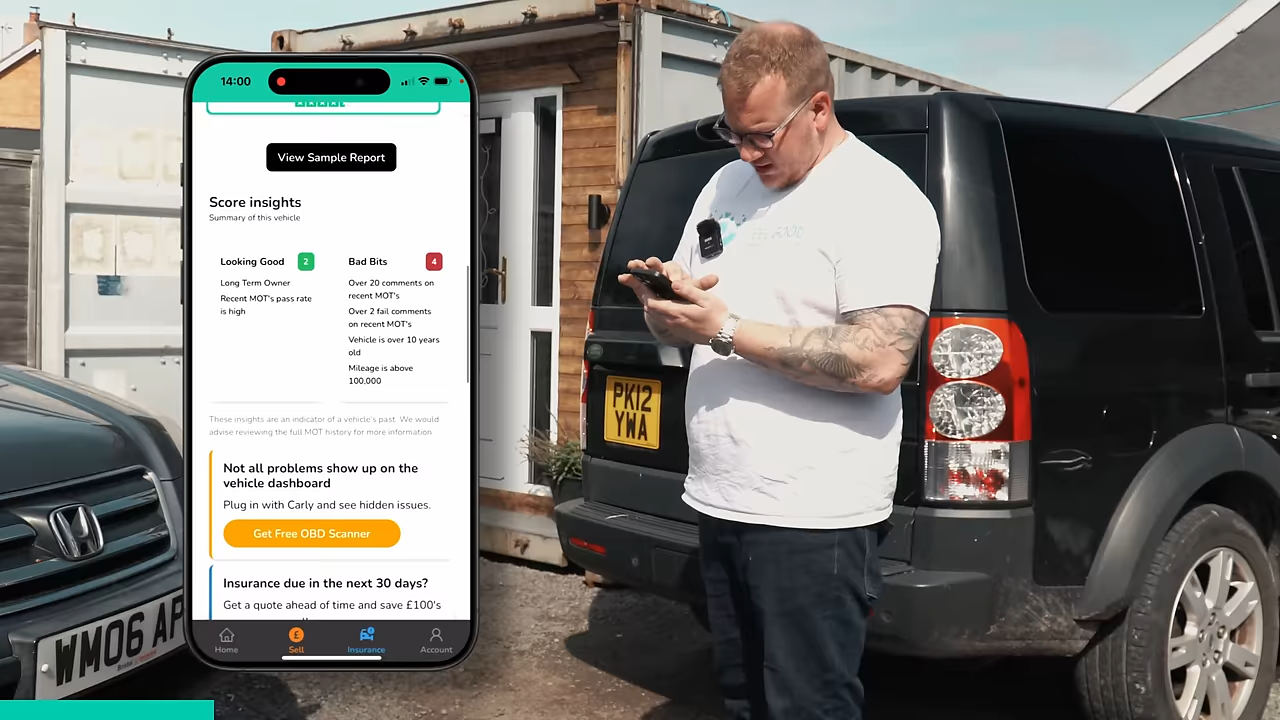 14:00
View Sample Report
Score insights
Summary of this vehicle
Looking Good 2
Long Term Owner
Recent MOT's pass rate
is high
Bad Bits 4
Over 20 comments on
recent MOT's
Over 2 fail comments
on recent MOT's
Vehicle is over 10 years
old
Mileage is above
100,000
These insights are an indicator of a vehicle's past. We would
advise reviewing the full MOT history for more information
Not all problems show up on the
vehicle dashboard
Plug in with Carly and see hidden issues.
Get Free OBD Scanner
Insurance due in the next 30 days?
Get a quote ahead of time and save £100's
Home
£
Sell
Insurance
Account
PK12
YWA
WM06 AP